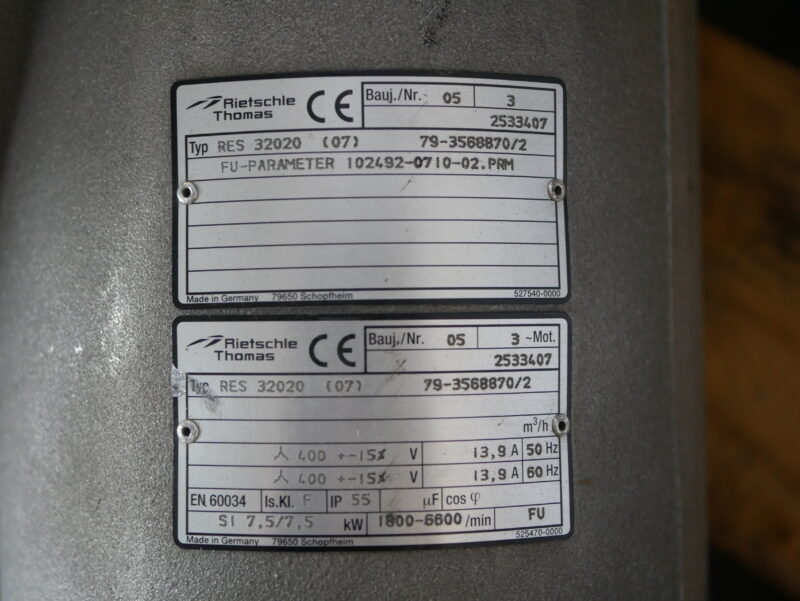 Rietschle
Thomas
CE
Bauj./Nr. 05 3
2533407
Typ RES 32020 (07) 79-3568870/2
FU-PARAMETER 102492-0710-02.PRM
Made in Germany 79650 Schopfheim 527540-0000
Rietschle
Thomas
CE
Bauj./Nr. 05 3 ~Mot.
2533407
Typ RES 32020 (07) 79-3568870/2
m³/h
400 +-15% V 13,9 A 50 Hz
400 +-15% V 13,9 A 60 Hz
EN 60034 Is.Kl. F IP 55 µF cos φ
S1 7,5/7,5 kW 1800-6600 /min FU
Made in Germany 79650 Schopfheim 525470-0000